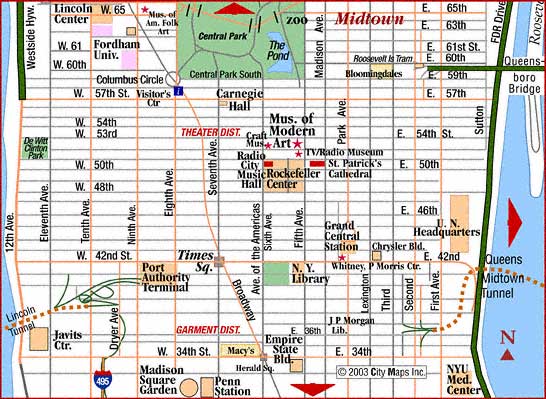 Lincoln
Center
W. 65
Mus. of
Am. Folk
Art
ZOO
Midtown
E. 65th
E. 63th
Westside Hyw.
W. 61
Fordham
Univ.
W. 60th
Central Park
The
Pond
Madison Ave.
E. 61st St.
Roosevelt Is Tram
E. 60th
FDR Drive
Roosev
Queens-
boro
Bridge
Bloomingdales
E. 59th
Columbus Circle
Central Park South
W. 57th St.
Visitor's
Ctr
i
Carnegie
Hall
E. 57th
Park Ave.
Sutton
W. 54th
W. 53rd
THEATER DIST.
Craft
Mus.
Mus. of
Modern
Art
E. 54th St.
TV/Radio Museum
De Witt
Clinton
Park
W. 50th
Radio
City
Music
Hall
Rockefeller
Center
St. Patrick's
Cathedral
E. 50th
W. 48th
12th Ave.
Eleventh Ave.
Tenth Ave.
Ninth Ave.
Eighth Ave.
Seventh Ave.
Ave. of the Americas
Sixth Ave.
Fifth Ave.
E. 46th
Grand
Central
Station
U. N.
Headquarters
Chrysler Bld.
W. 42nd St.
Times
Sq.
E. 42nd
Whitney, P Morris Ctr.
Queens
Midtown
Tunnel
Port
Authority
Terminal
N. Y.
Library
Broadway
Lexington
Third
Second
First Ave.
Lincoln
Tunnel
Dryer Ave.
J P Morgan
Lib.
GARMENT DIST.
E. 36th
Javits
Ctr.
W. 34th St.
Macy's
Empire
State
Bld.
E. 34th
N
Herald Sq.
495
Madison
Square
Garden
Penn
Station
© 2003 City Maps Inc.
NYU
Med.
Center